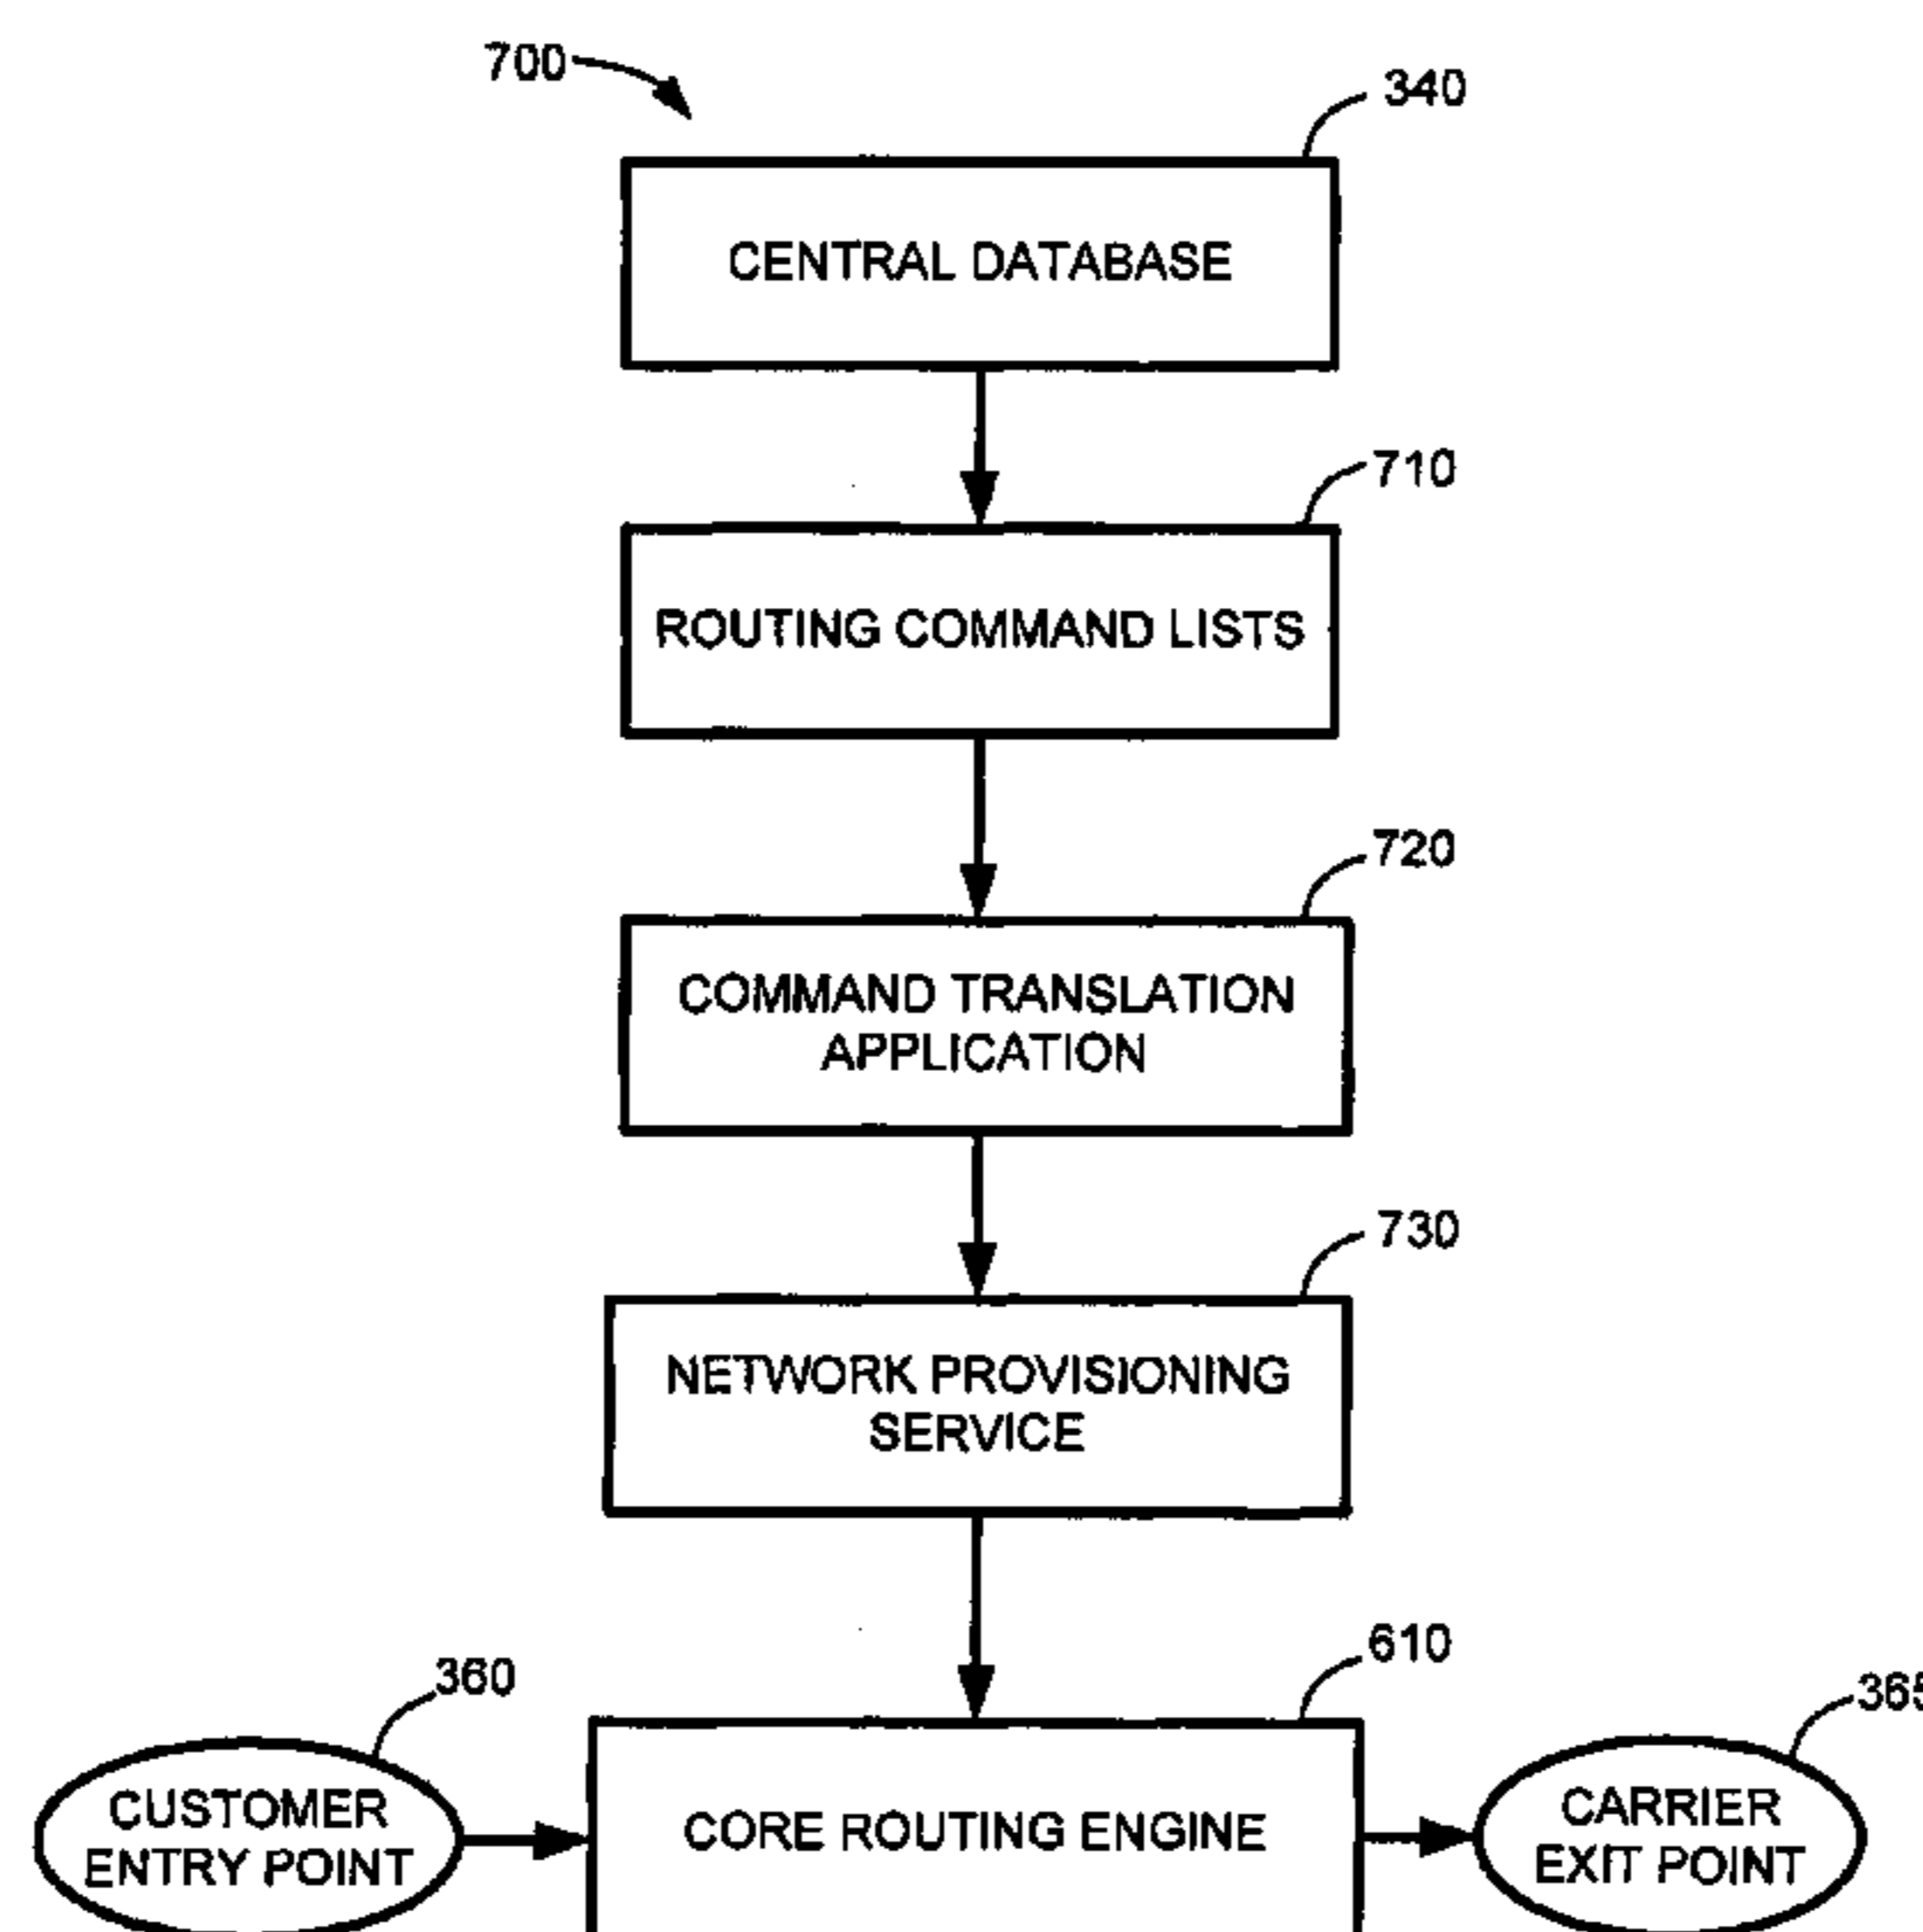 700
340
CENTRAL DATABASE
710
ROUTING COMMAND LISTS
720
COMMAND TRANSLATION
APPLICATION
730
NETWORK PROVISIONING
SERVICE
610
360
365
CUSTOMER
ENTRY POINT
CORE ROUTING ENGINE
CARRIER
EXIT POINT